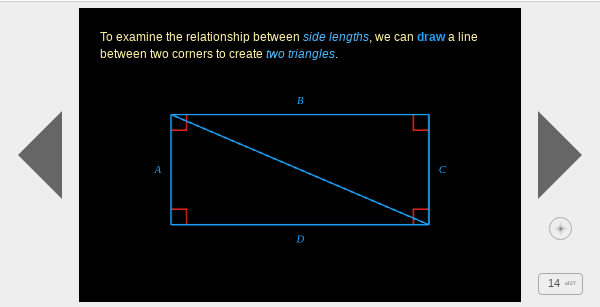 To examine the relationship between side lengths, we can draw a line
between two corners to create two triangles.
B
A
C
D
14 of 27